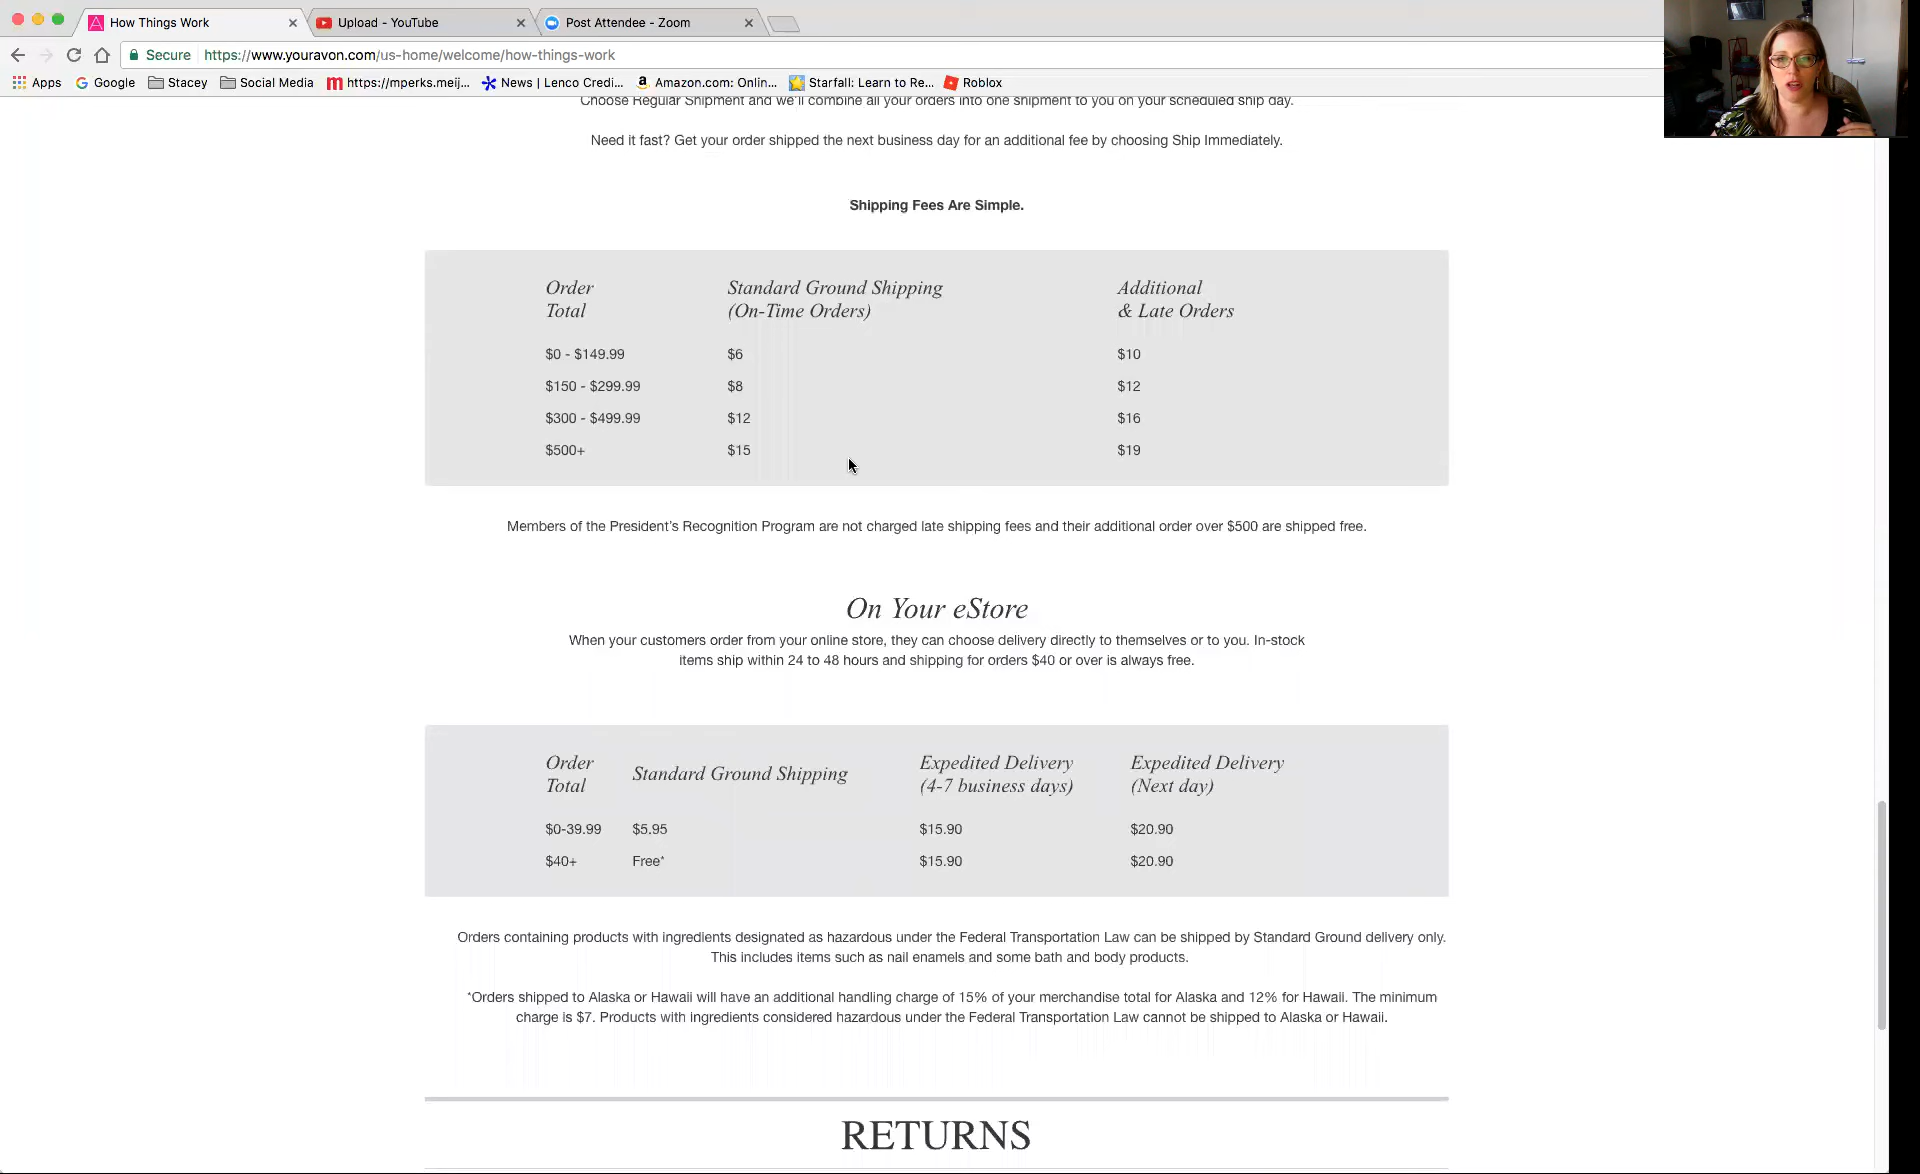 How Things Work
Upload - YouTube
Post Attendee - Zoom
Secure
https://www.youravon.com/us-home/welcome/how-things-work
Apps
Google
Stacey
Social Media
https://mperks.meij...
News | Lenco Credi...
Amazon.com: Onlin...
Starfall: Learn to Re...
Roblox
Choose Regular Shipment and we'll combine all your orders into one shipment to you on your scheduled ship day.
Need it fast? Get your order shipped the next business day for an additional fee by choosing Ship Immediately.
Shipping Fees Are Simple.
Order Standard Ground Shipping Additional
Total (On-Time Orders) & Late Orders
$0 - $149.99 $6 $10
$150 - $299.99 $8 $12
$300 - $499.99 $12 $16
$500+ $15 $19
Members of the President's Recognition Program are not charged late shipping fees and their additional order over $500 are shipped free.
On Your eStore
When your customers order from your online store, they can choose delivery directly to themselves or to you. In-stock
items ship within 24 to 48 hours and shipping for orders $40 or over is always free.
Order Standard Ground Shipping Expedited Delivery Expedited Delivery
Total (4-7 business days) (Next day)
$0-39.99 $5.95 $15.90 $20.90
$40+ Free* $15.90 $20.90
Orders containing products with ingredients designated as hazardous under the Federal Transportation Law can be shipped by Standard Ground delivery only.
This includes items such as nail enamels and some bath and body products.
*Orders shipped to Alaska or Hawaii will have an additional handling charge of 15% of your merchandise total for Alaska and 12% for Hawaii. The minimum
charge is $7. Products with ingredients considered hazardous under the Federal Transportation Law cannot be shipped to Alaska or Hawaii.
RETURNS